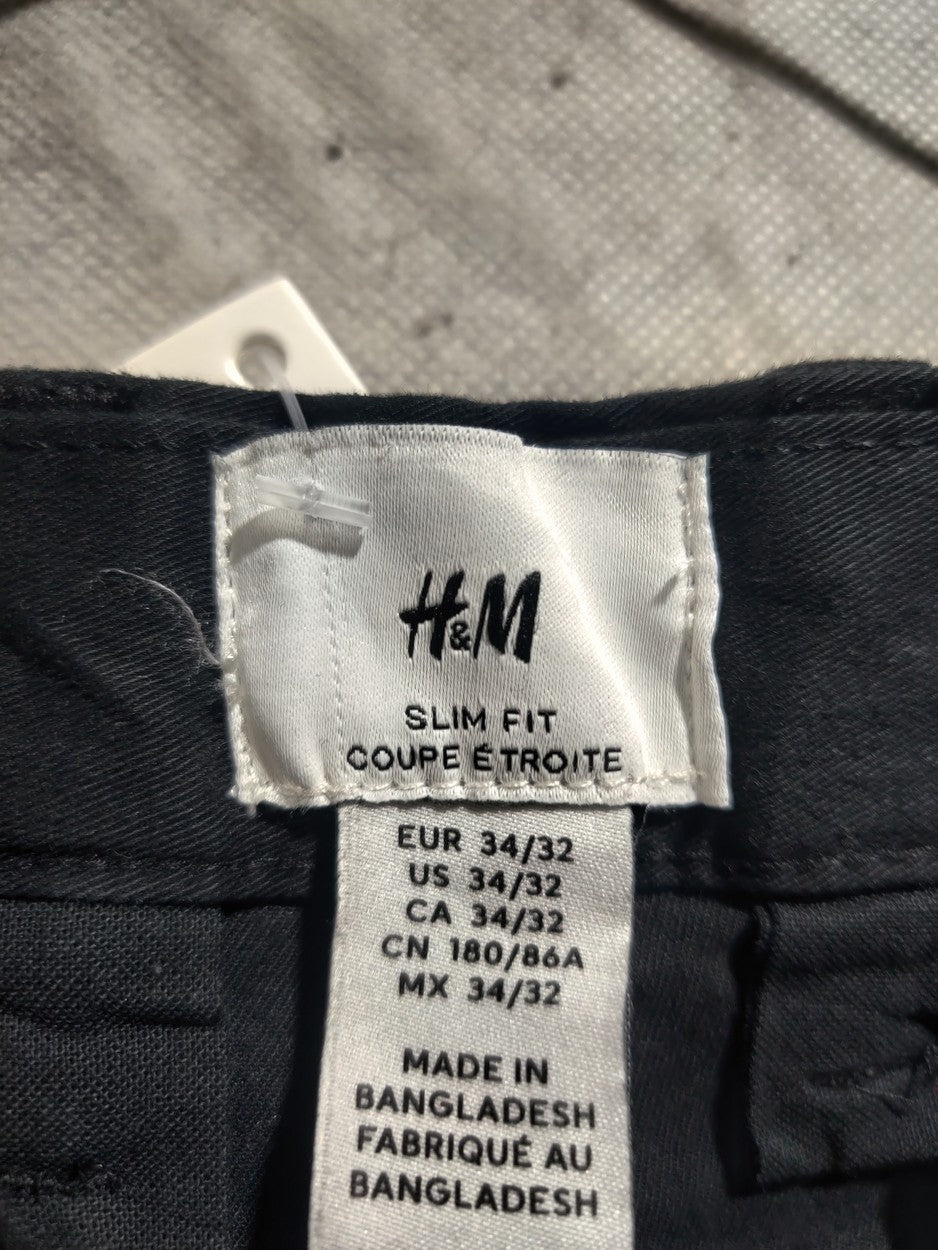 H&M
SLIM FIT
COUPE ÉTROITE
EUR 34/32
US 34/32
CA 34/32
CN 180/86A
MX 34/32
MADE IN
BANGLADESH
FABRIQUÉ AU
BANGLADESH